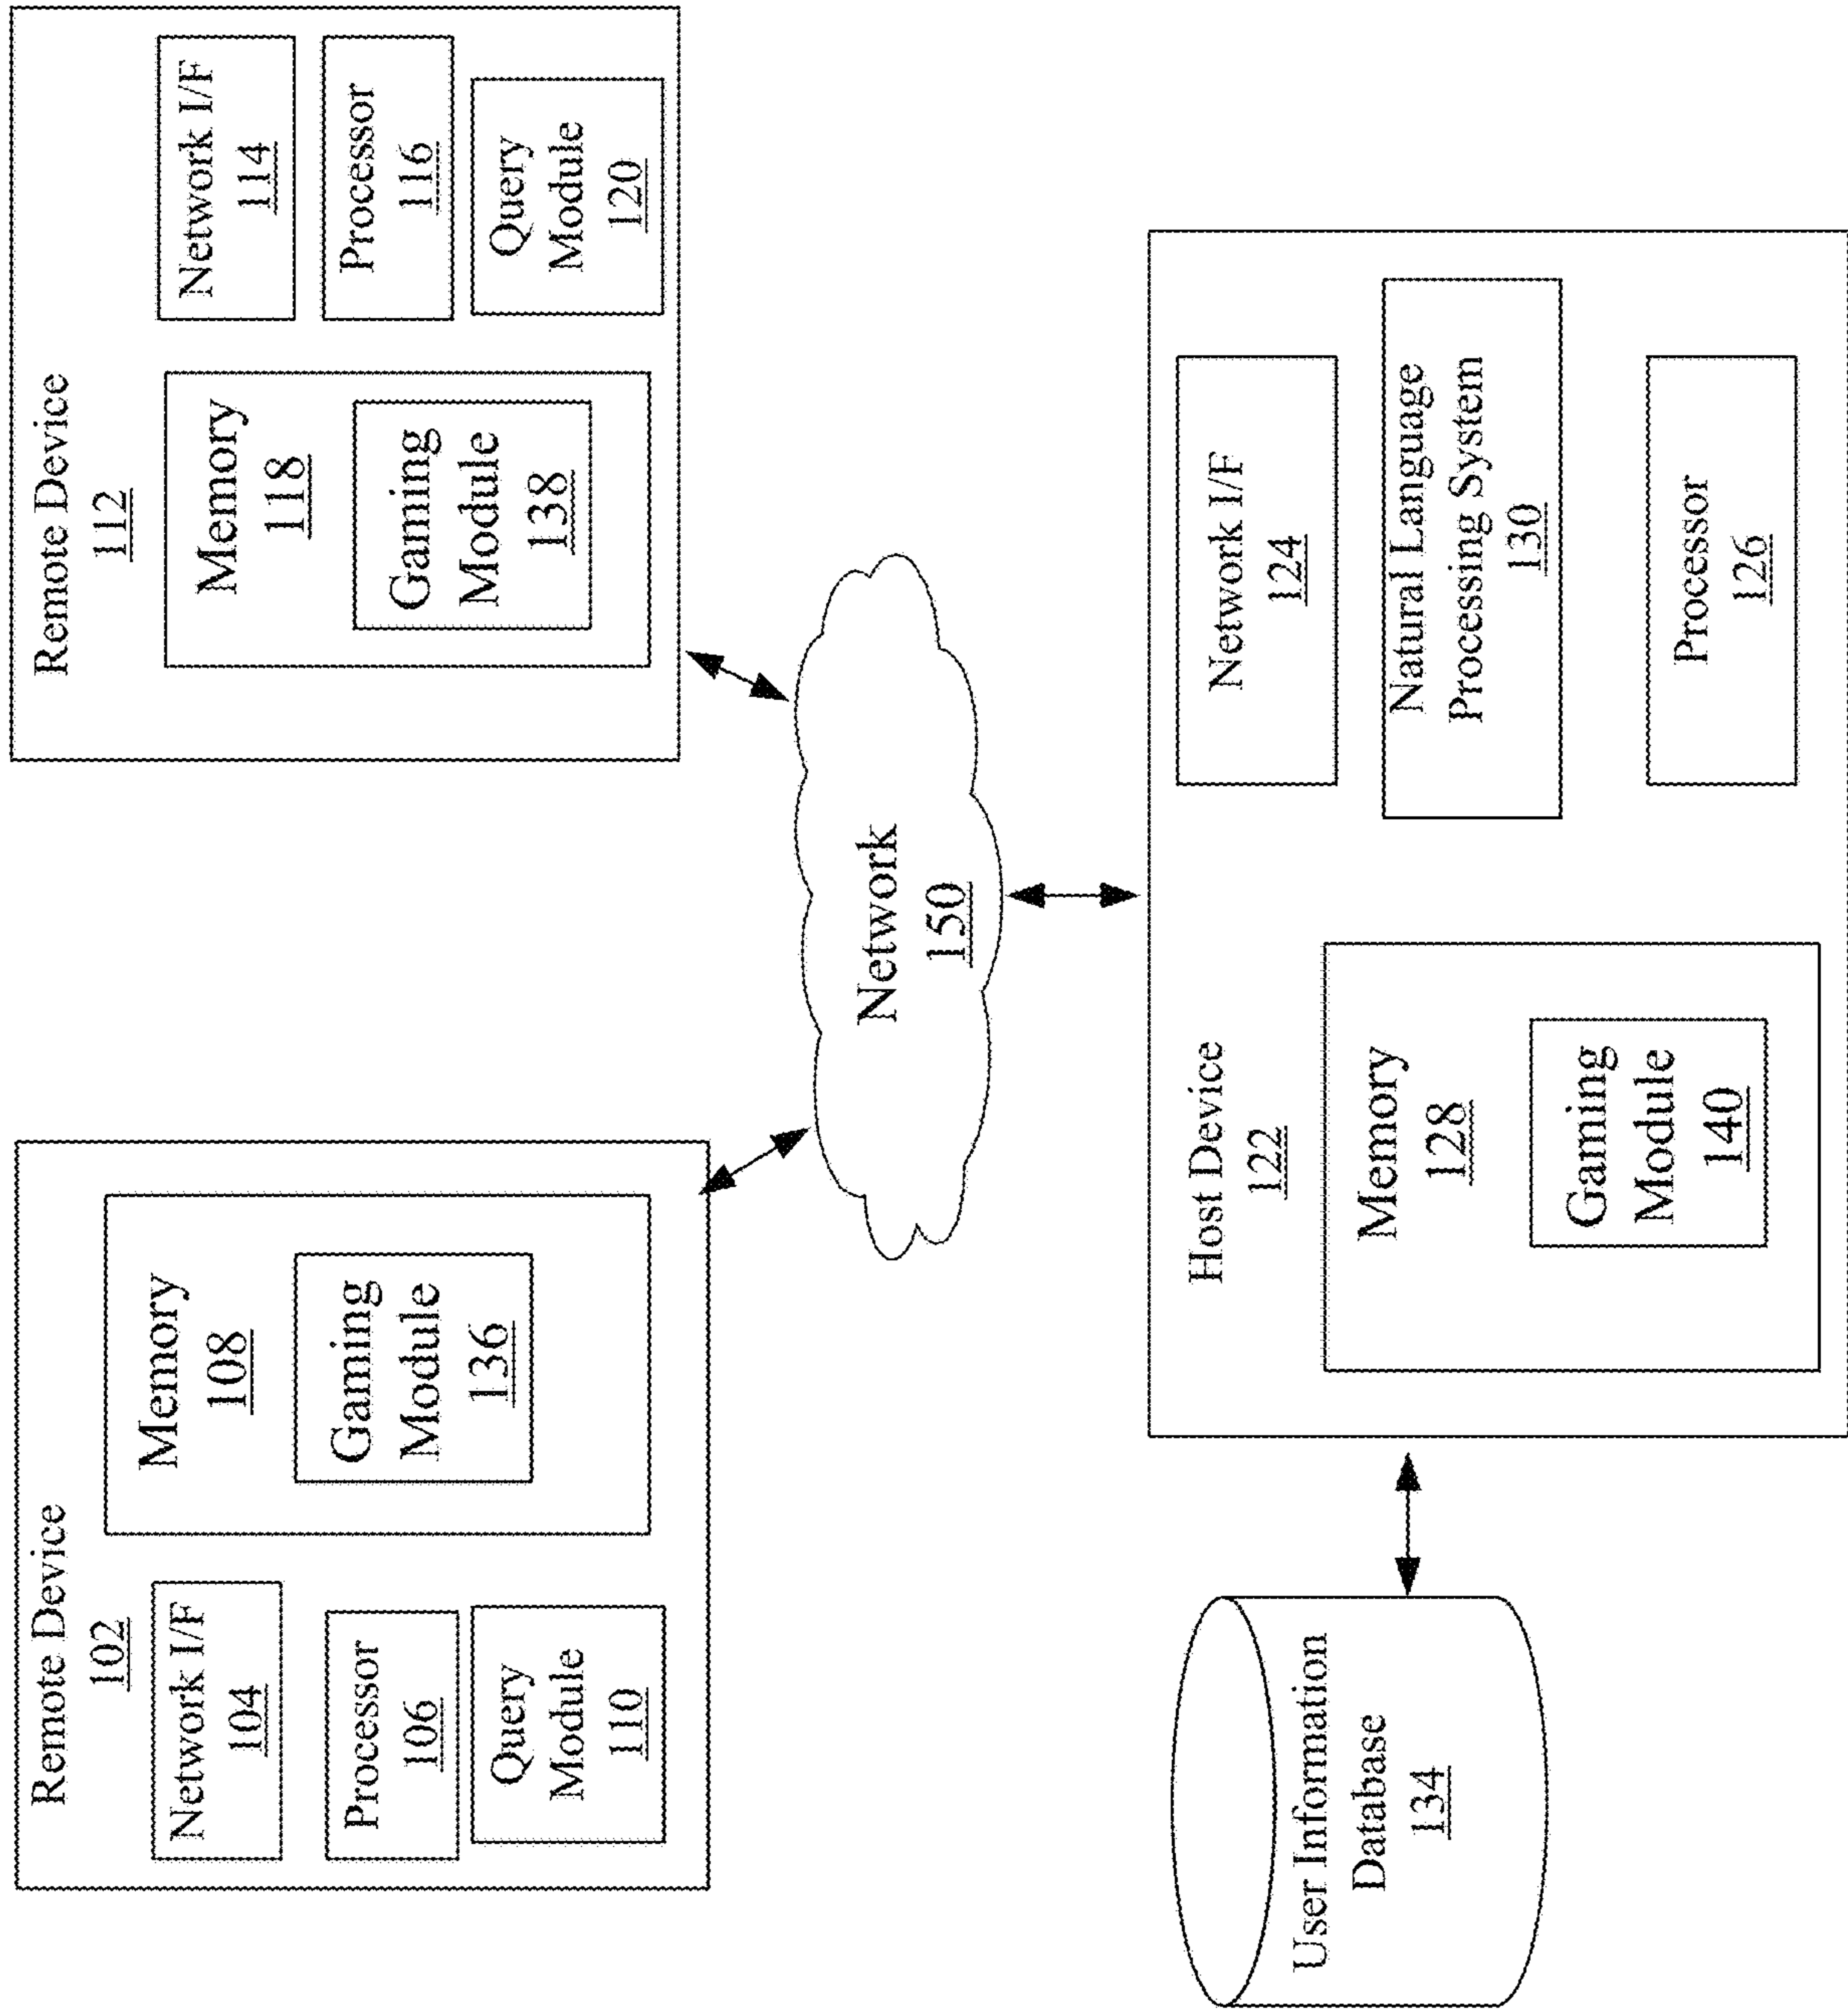 Remote Device
102
Network I/F
104
Processor
106
Query
Module
110
Memory
108
Gaming
Module
136
Remote Device
112
Memory
118
Gaming
Module
138
Network I/F
114
Processor
116
Query
Module
120
Network
150
User Information
Database
134
Host Device
122
Memory
128
Gaming
Module
140
Network I/F
124
Natural Language
Processing System
130
Processor
126